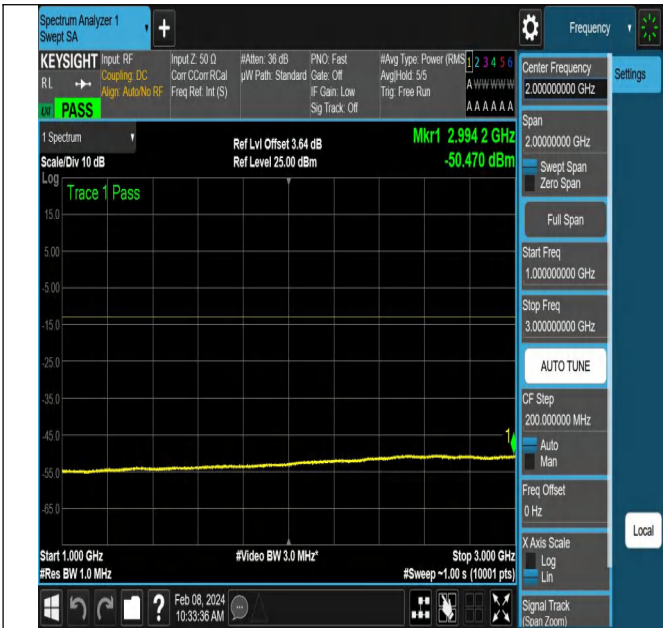 Spectrum Analyzer 1
Swept SA
+
Frequency
KEYSIGHT
Input: RF
Input Z: 50 Ω
#Atten: 36 dB
PNO: Fast
#Avg Type: Power (RMS
1 2 3 4 5 6
RL
Coupling: DC
Corr CCorr RCal
µW Path: Standard
Gate: Off
Avg|Hold: 5/5
A W W W W W
Align: Auto/No RF
Freq Ref: Int (S)
IF Gain: Low
Trig: Free Run
PASS
Sig Track: Off
A A A A A A
1 Spectrum
Ref Lvl Offset 3.64 dB
Mkr1 2.994 2 GHz
Scale/Div 10 dB
Ref Level 25.00 dBm
-50.470 dBm
Log
Trace 1 Pass
15.0
5.00
-5.00
-15.0
-25.0
-35.0
-45.0
1
-55.0
-65.0
Start 1.000 GHz
#Video BW 3.0 MHz*
Stop 3.000 GHz
#Res BW 1.0 MHz
#Sweep ~1.00 s (10001 pts)
?
Feb 08, 2024
10:33:36 AM
Center Frequency
2.000000000 GHz
Settings
Span
2.00000000 GHz
Swept Span
Zero Span
Full Span
Start Freq
1.000000000 GHz
Stop Freq
3.000000000 GHz
AUTO TUNE
CF Step
200.000000 MHz
Auto
Man
Freq Offset
0 Hz
Local
X Axis Scale
Log
Lin
Signal Track
(Span Zoom)